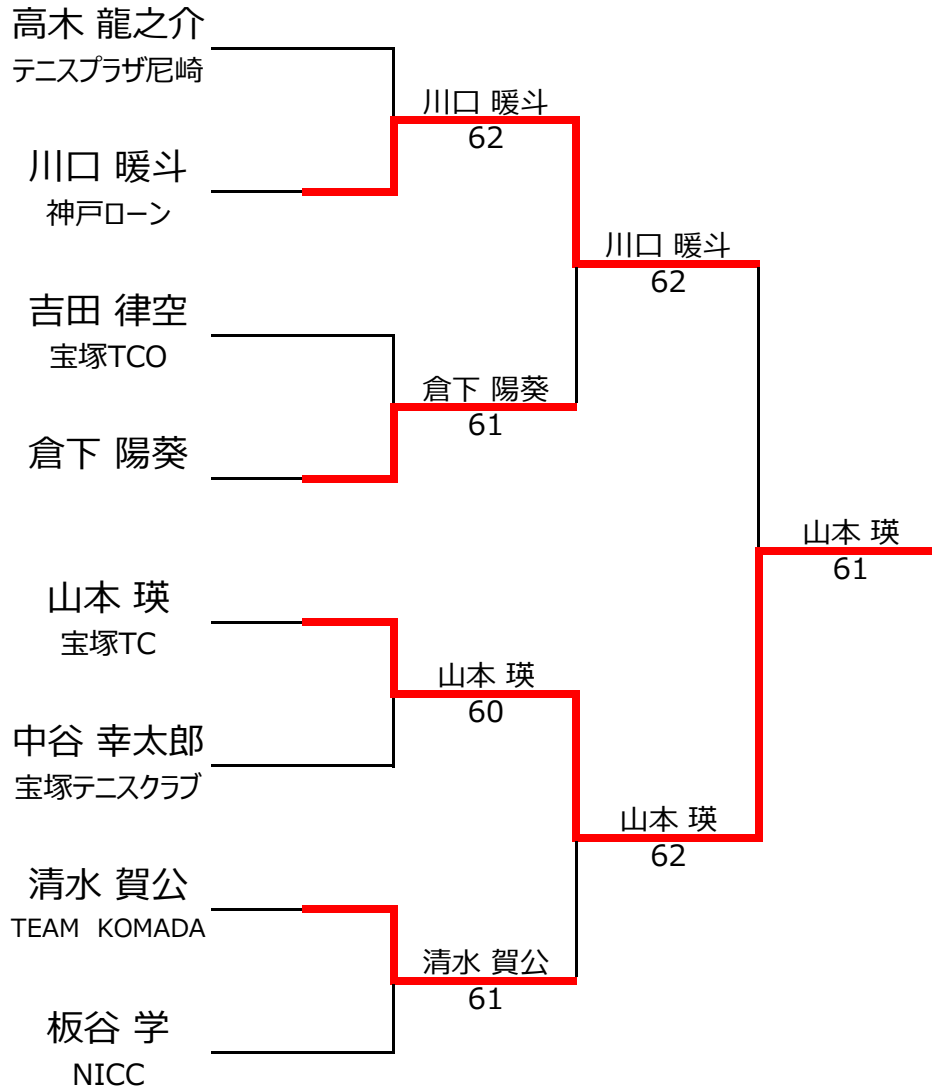 高木 龍之介
テニスプラザ尼崎
川口 暖斗
62
川口 暖斗
神戸ローン
川口 暖斗
62
吉田 律空
宝塚TCO
倉下 陽葵
61
倉下 陽葵
山本 瑛
61
山本 瑛
宝塚TC
山本 瑛
60
中谷 幸太郎
宝塚テニスクラブ
山本 瑛
62
清水 賀公
TEAM KOMADA
清水 賀公
61
板谷 学
NICC